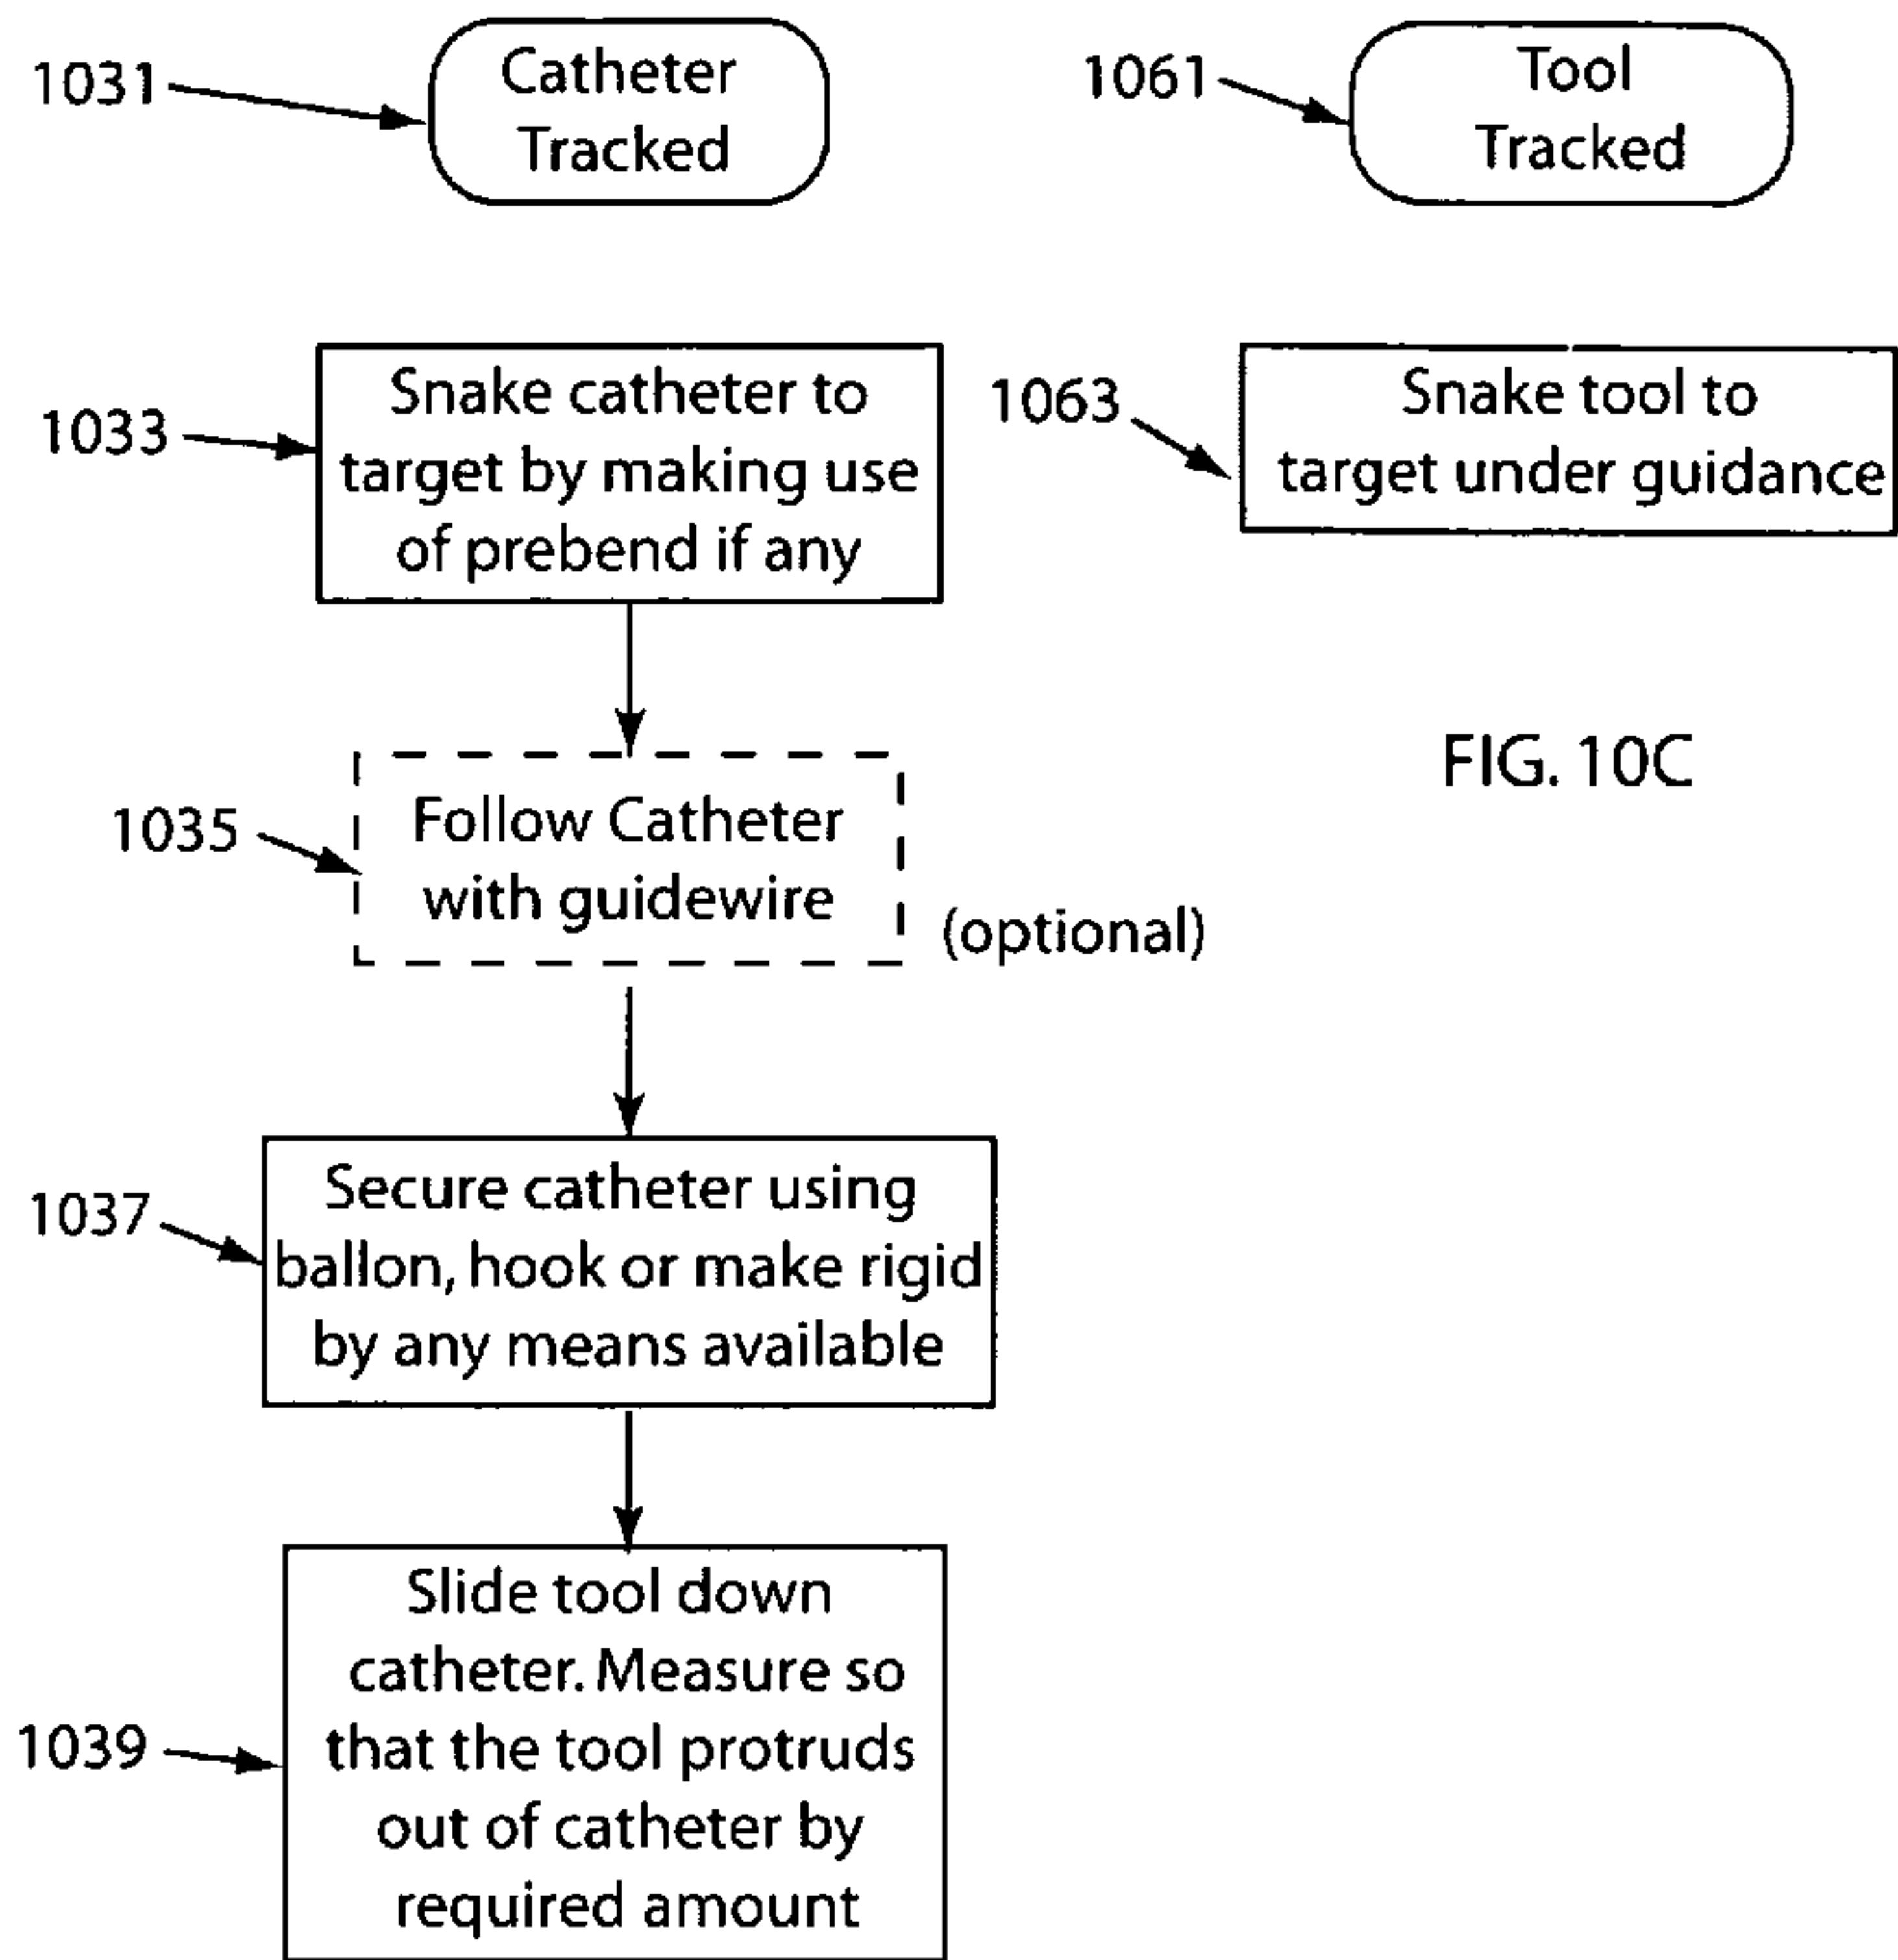 1031
Catheter
Tracked
1033
Snake catheter to
target by making use
of prebend if any
1035
Follow Catheter
with guidewire
(optional)
1037
Secure catheter using
ballon, hook or make rigid
by any means available
1039
Slide tool down
catheter. Measure so
that the tool protruds
out of catheter by
required amount
1061
Tool
Tracked
1063
Snake tool to
target under guidance
FIG. 10C